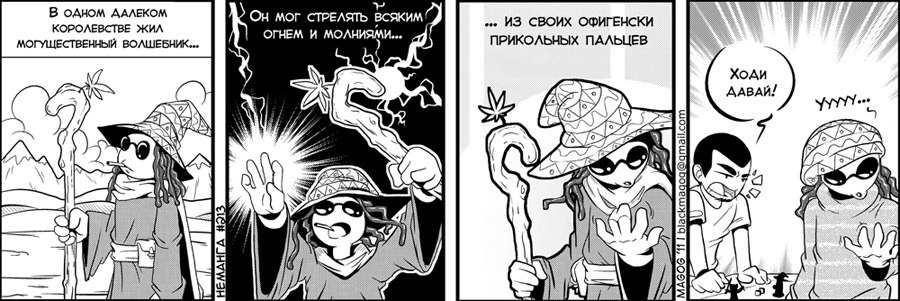 В одном далеком
королевстве жил
могущественный волшебник...
Он мог стрелять всяким
огнем и молниями...
НЕМАНГА #213
... из своих офигенски
прикольных пальцев
MAGOG '11 | blackmagog@gmail.com
Ходи
давай!
Ууууу...